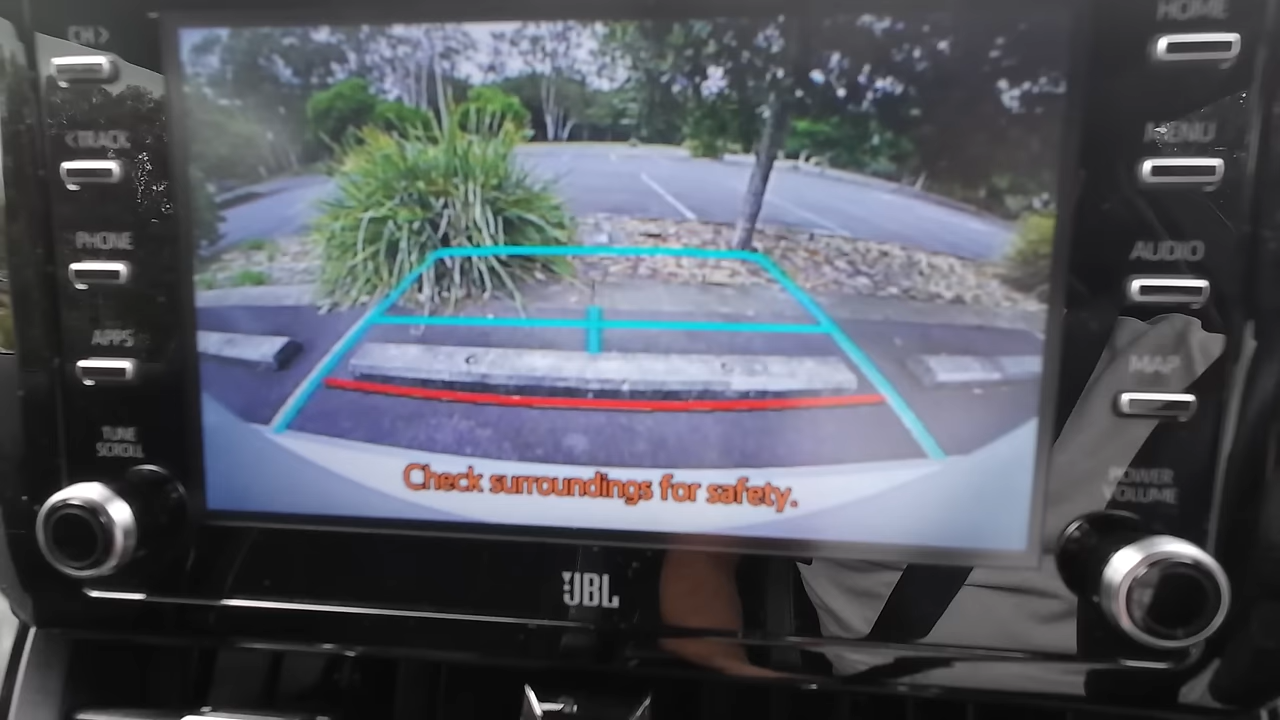 CH >
< TRACK
PHONE
APPS
TUNE
SCROLL
HOME
MENU
AUDIO
MAP
POWER
VOLUME
Check surroundings for safety.
JBL